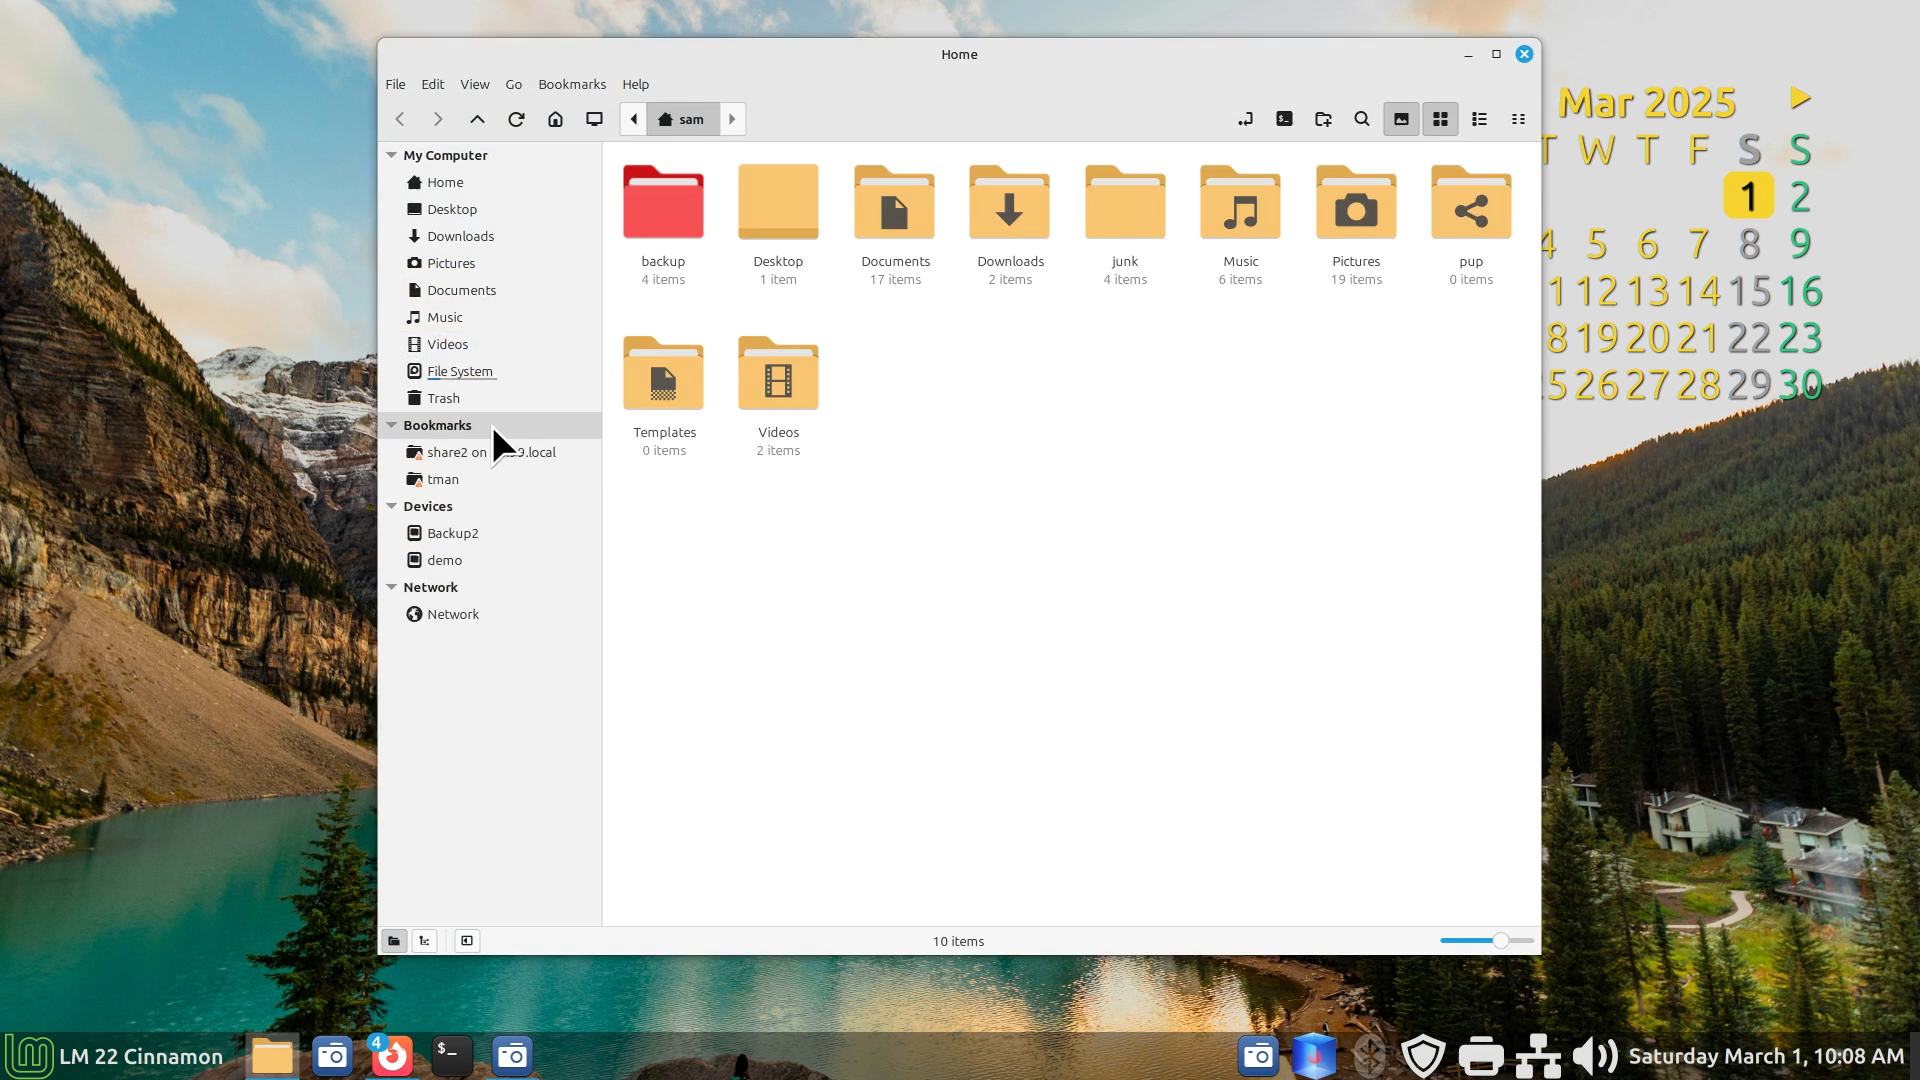 Home
File Edit View Go Bookmarks Help
sam
My Computer
Home
Desktop
Downloads
Pictures
Documents
Music
Videos
File System
Trash
Bookmarks
share2 on .local
tman
Devices
Backup2
demo
Network
Network
backup
4 items
Desktop
1 item
Documents
17 items
Downloads
2 items
junk
4 items
Music
6 items
Pictures
19 items
pup
0 items
Templates
0 items
Videos
2 items
10 items
Mar 2025
T W T F S S
1 2
4 5 6 7 8 9
1 12 13 14 15 16
8 19 20 21 22 23
5 26 27 28 29 30
LM 22 Cinnamon
4
$_
Saturday March 1, 10:08 AM